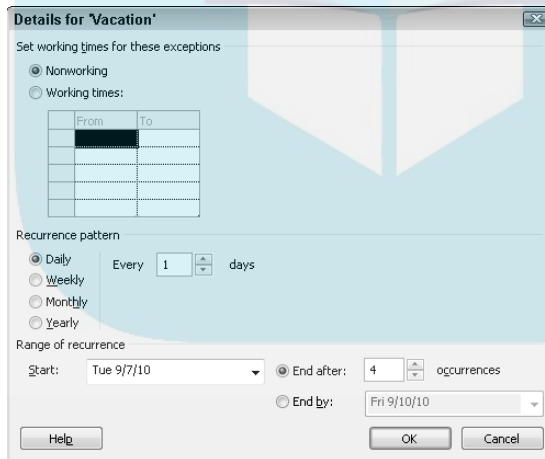 Details for 'Vacation'
Set working times for these exceptions
Nonworking
Working times:
From To
Recurrence pattern
Daily Every 1 days
Weekly
Monthly
Yearly
Range of recurrence
Start: Tue 9/7/10 End after: 4 occurrences
End by: Fri 9/10/10
Help OK Cancel